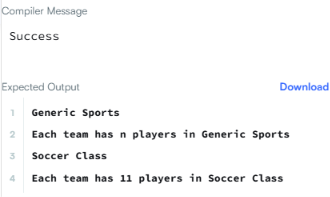 Compiler Message
Success
Expected Output
Download
1 Generic Sports
2 Each team has n players in Generic Sports
3 Soccer Class
4 Each team has 11 players in Soccer Class